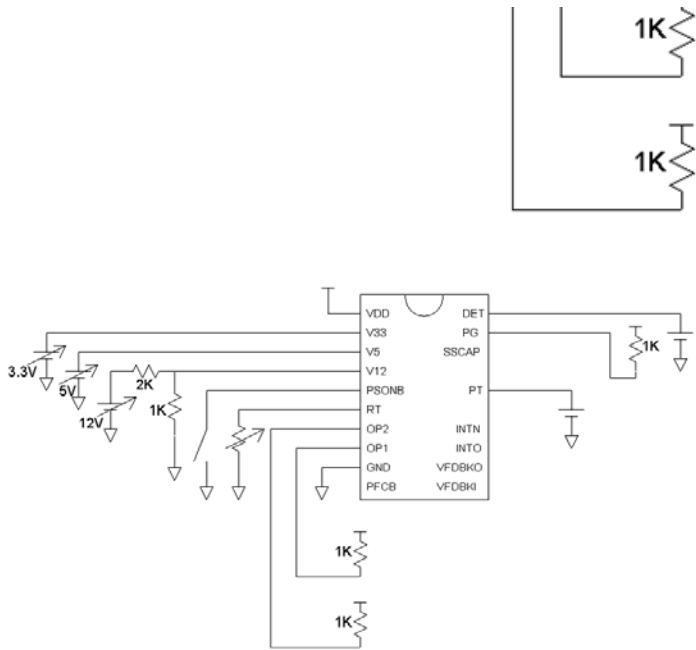 1K
1K
VDD DET
V33 PG
1K
V5 SSCAP
3.3V
V12
2K
5V
PSONB PT
1K
RT
12V
OP2 INTN
OP1 INTO
GND VFDBKO
PFCB VFDBKI
1K
1K